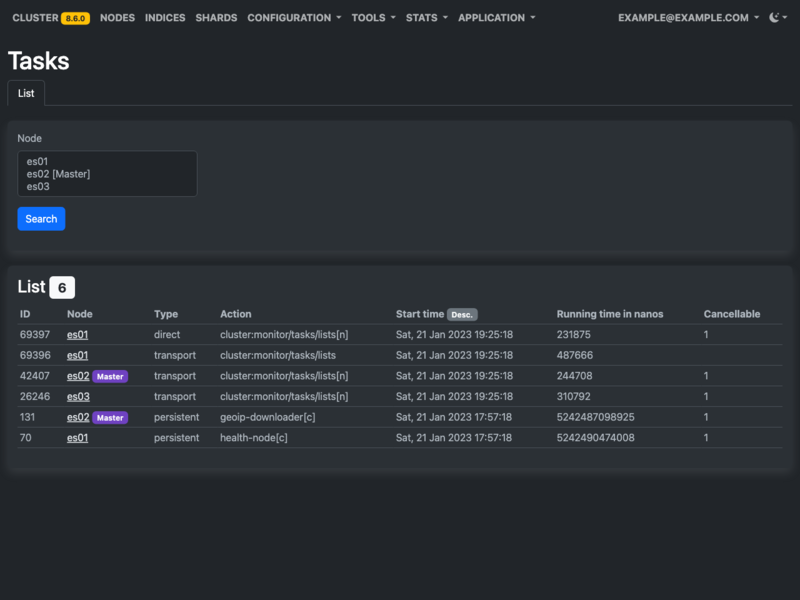 CLUSTER 8.6.0 NODES INDICES SHARDS CONFIGURATION TOOLS STATS APPLICATION EXAMPLE@EXAMPLE.COM
Tasks
List
Node
es01
es02 [Master]
es03
Search
List 6
ID Node Type Action Start time Desc. Running time in nanos Cancellable
69397 es01 direct cluster:monitor/tasks/lists[n] Sat, 21 Jan 2023 19:25:18 231875 1
69396 es01 transport cluster:monitor/tasks/lists Sat, 21 Jan 2023 19:25:18 487666
42407 es02 Master transport cluster:monitor/tasks/lists[n] Sat, 21 Jan 2023 19:25:18 244708 1
26246 es03 transport cluster:monitor/tasks/lists[n] Sat, 21 Jan 2023 19:25:18 310792 1
131 es02 Master persistent geoip-downloader[c] Sat, 21 Jan 2023 17:57:18 5242487098925 1
70 es01 persistent health-node[c] Sat, 21 Jan 2023 17:57:18 5242490474008 1